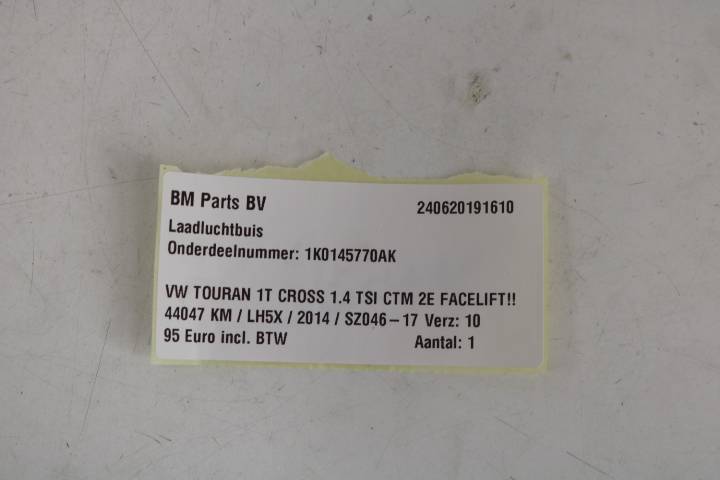 BM Parts BV 240620191610
Laadluchtbuis
Onderdeelnummer: 1K0145770AK
VW TOURAN 1T CROSS 1.4 TSI CTM 2E FACELIFT!!
44047 KM / LH5X / 2014 / SZ046-17 Verz: 10
95 Euro incl. BTW Aantal: 1